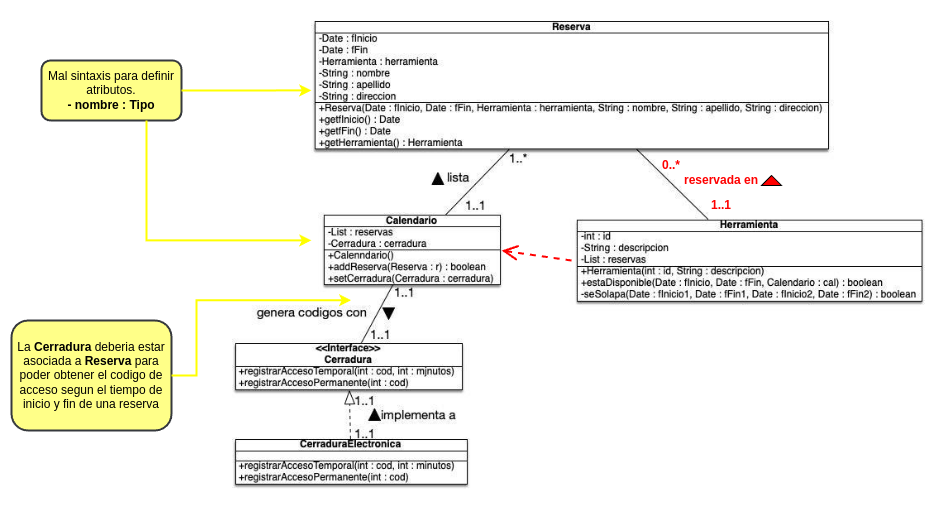 Reserva
-Date : fInicio
-Date : fFin
-Herramienta : herramienta
-String : nombre
-String : apellido
-String : direccion
+Reserva(Date : fInicio, Date : fFin, Herramienta : herramienta, String : nombre, String : apellido, String : direccion)
+getfInicio() : Date
+getfFin() : Date
+getHerramienta() : Herramienta
Mal sintaxis para definir
atributos.
- nombre : Tipo
1..*
▲ lista
1..1
0..*
reservada en
1..1
Calendario
-List : reservas
-Cerradura : cerradura
+Calenndario()
+addReserva(Reserva : r) : boolean
+setCerradura(Cerradura : cerradura)
Herramienta
-int : id
-String : descripcion
-List : reservas
+Herramienta(int : id, String : descripcion)
+estaDisponible(Date : fInicio, Date : fFin, Calendario : cal) : boolean
-seSolapa(Date : fInicio1, Date : fFin1, Date : fInicio2, Date : fFin2) : boolean
1..1
genera codigos con ▼
1..1
La Cerradura deberia estar
asociada a Reserva para
poder obtener el codigo de
acceso segun el tiempo de
inicio y fin de una reserva
<<Interface>>
Cerradura
+registrarAccesoTemporal(int : cod, int : minutos)
+registrarAccesoPermanente(int : cod)
1..1
▲implementa a
1..1
CerraduraElectronica
+registrarAccesoTemporal(int : cod, int : minutos)
+registrarAccesoPermanente(int : cod)